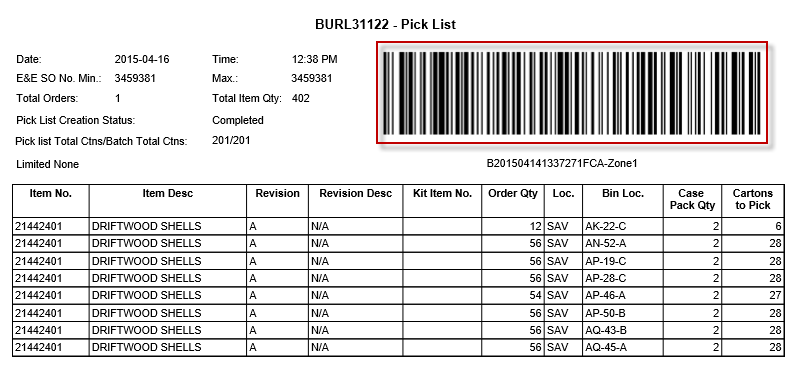 BURL31122 - Pick List
Date: 2015-04-16 Time: 12:38 PM
E&E SO No. Min.: 3459381 Max.: 3459381
Total Orders: 1 Total Item Qty: 402
Pick List Creation Status: Completed
Pick list Total Ctns/Batch Total Ctns: 201/201
Limited None
B201504141337271FCA-Zone1
Item No. Item Desc Revision Revision Desc Kit Item No. Order Qty Loc. Bin Loc. Case Pack Qty Cartons to Pick
21442401 DRIFTWOOD SHELLS A N/A 12 SAV AK-22-C 2 6
21442401 DRIFTWOOD SHELLS A N/A 56 SAV AN-52-A 2 28
21442401 DRIFTWOOD SHELLS A N/A 56 SAV AP-19-C 2 28
21442401 DRIFTWOOD SHELLS A N/A 56 SAV AP-28-C 2 28
21442401 DRIFTWOOD SHELLS A N/A 54 SAV AP-46-A 2 27
21442401 DRIFTWOOD SHELLS A N/A 56 SAV AP-50-B 2 28
21442401 DRIFTWOOD SHELLS A N/A 56 SAV AQ-43-B 2 28
21442401 DRIFTWOOD SHELLS A N/A 56 SAV AQ-45-A 2 28